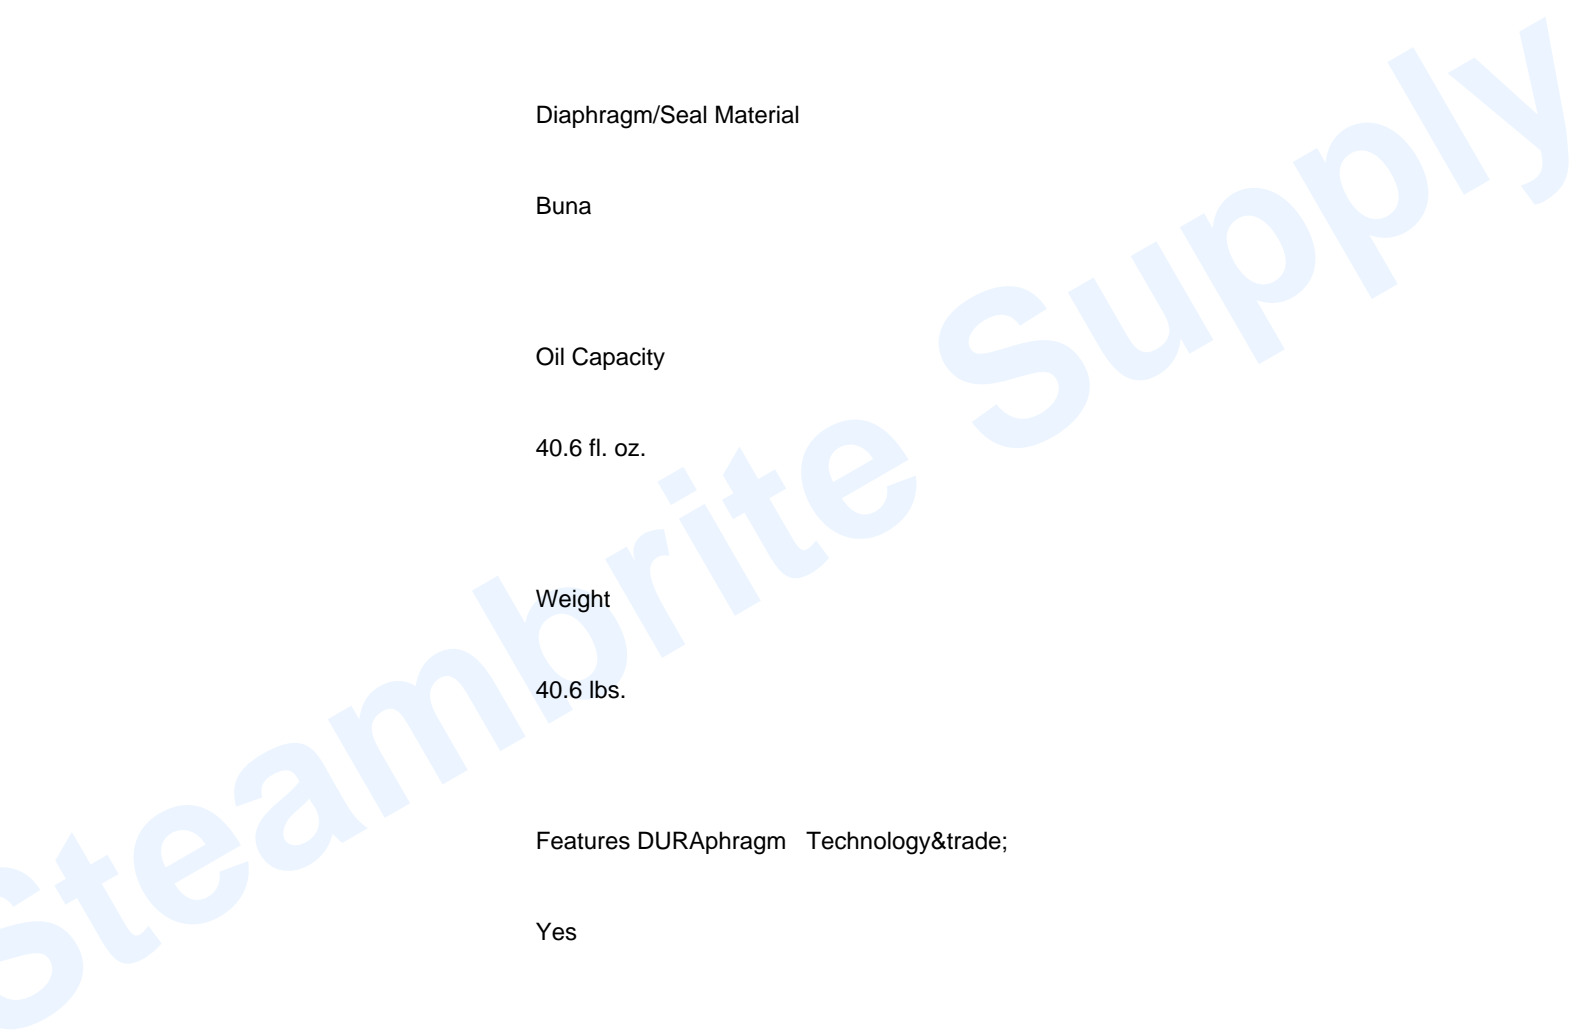 Diaphragm/Seal Material
Buna
Oil Capacity
40.6 fl. oz.
Weight
40.6 lbs.
Features DURAphragm   Technology&trade;
Yes
Steambrite Supply